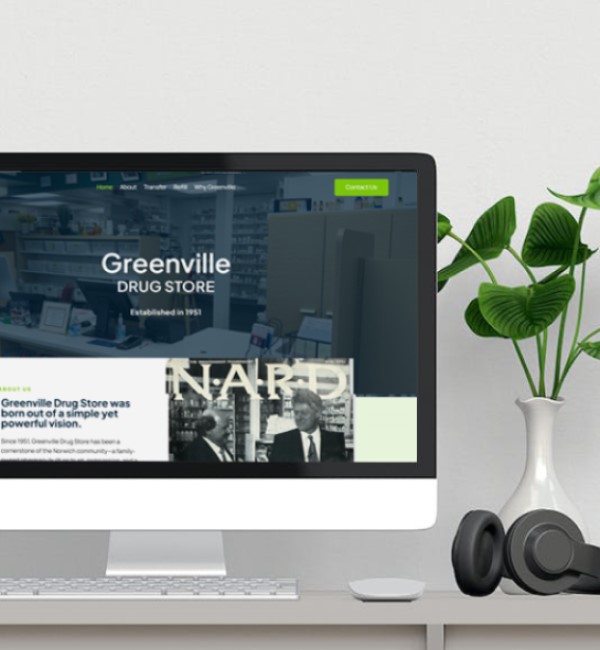 Home About Transfer Refill Why Greenville
Contact Us
Greenville
DRUG STORE
Established in 1951
N·A·R·D
ABOUT US
Greenville Drug Store was
born out of a simple yet
powerful vision.
Since 1951, Greenville Drug Store has been a
cornerstone of the Norwich community—a family-